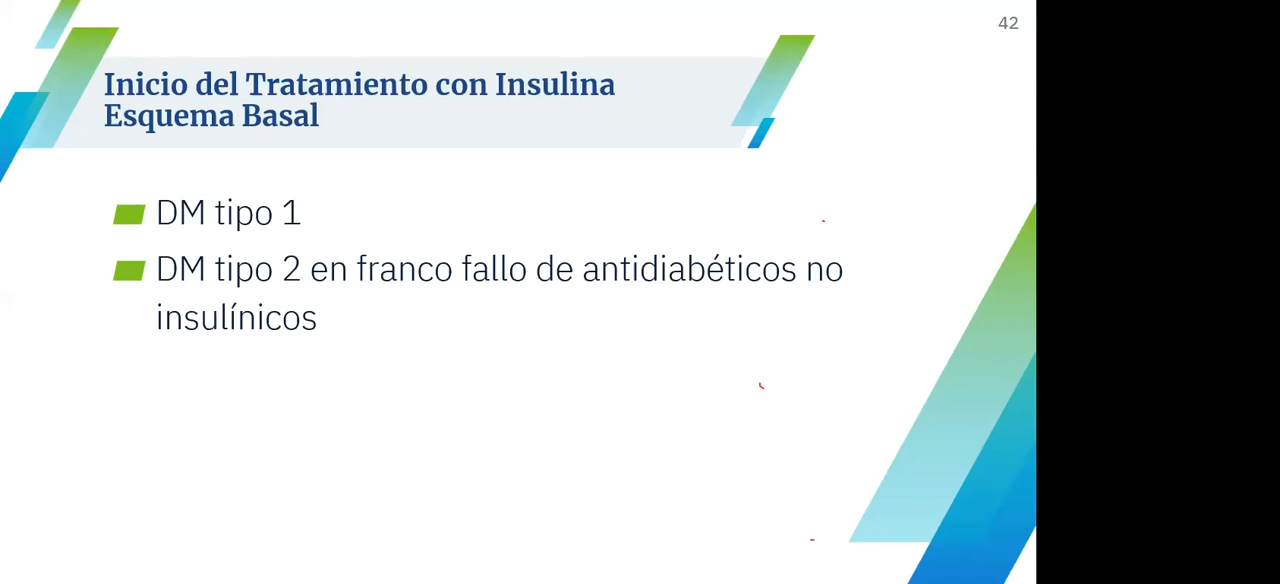 42
Inicio del Tratamiento con Insulina
Esquema Basal
DM tipo 1
DM tipo 2 en franco fallo de antidiabéticos no
insulínicos